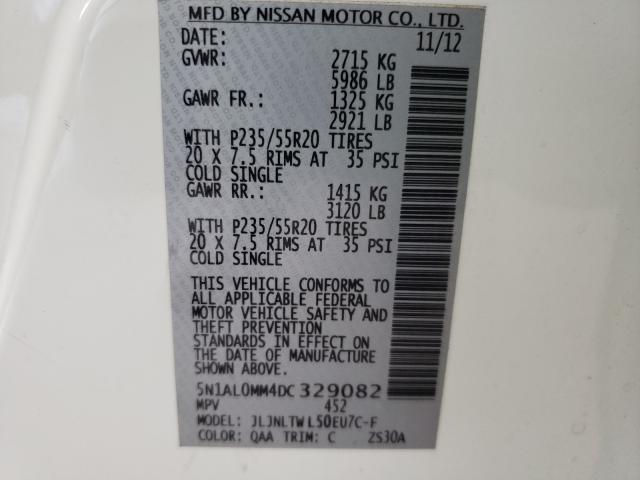 MFD BY NISSAN MOTOR CO., LTD.
DATE: 11/12
GVWR: 2715 KG
5986 LB
GAWR FR.: 1325 KG
2921 LB
WITH P235/55R20 TIRES
20 X 7.5 RIMS AT 35 PSI
COLD SINGLE
GAWR RR.: 1415 KG
3120 LB
WITH P235/55R20 TIRES
20 X 7.5 RIMS AT 35 PSI
COLD SINGLE
THIS VEHICLE CONFORMS TO
ALL APPLICABLE FEDERAL
MOTOR VEHICLE SAFETY AND
THEFT PREVENTION
STANDARDS IN EFFECT ON
THE DATE OF MANUFACTURE
SHOWN ABOVE.
5N1AL0MM4DC329082
MPV 452
MODEL: JLJNLTWL50EU7C-F
COLOR: QAA TRIM: C ZS30A